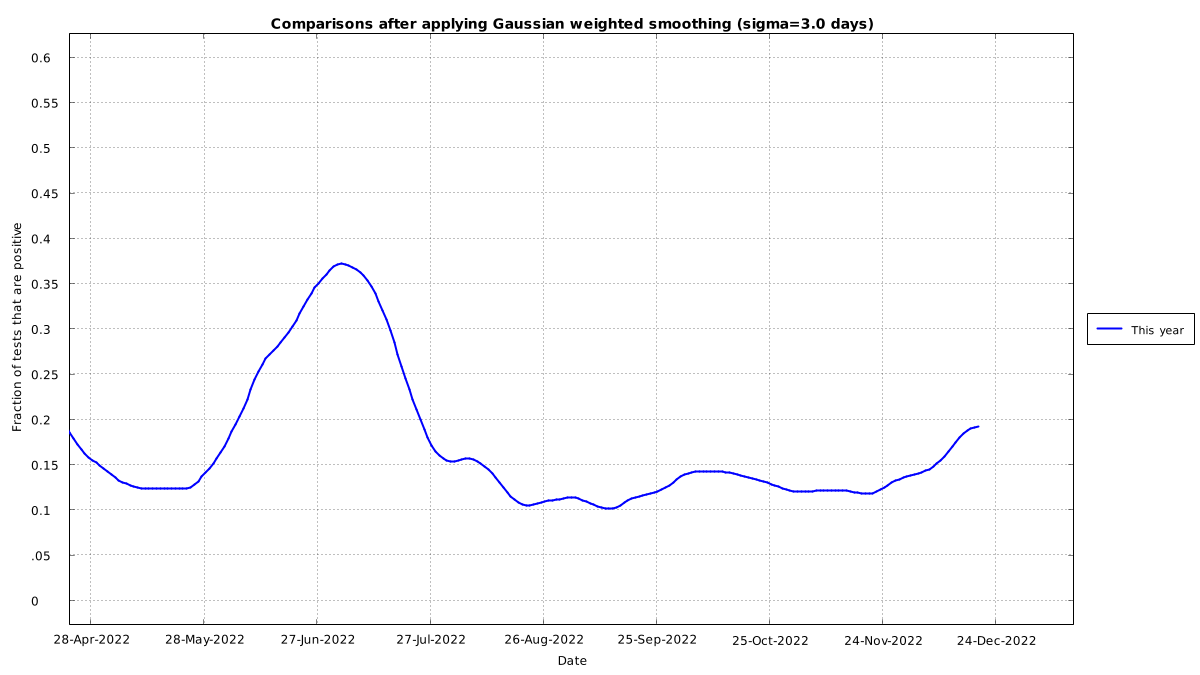 Comparisons after applying Gaussian weighted smoothing (sigma=3.0 days)
0.6
0.55
0.5
0.45
0.4
0.35
0.3
0.25
0.2
0.15
0.1
.05
0
Fraction of tests that are positive
This year
28-Apr-2022 28-May-2022 27-Jun-2022 27-Jul-2022 26-Aug-2022 25-Sep-2022 25-Oct-2022 24-Nov-2022 24-Dec-2022
Date